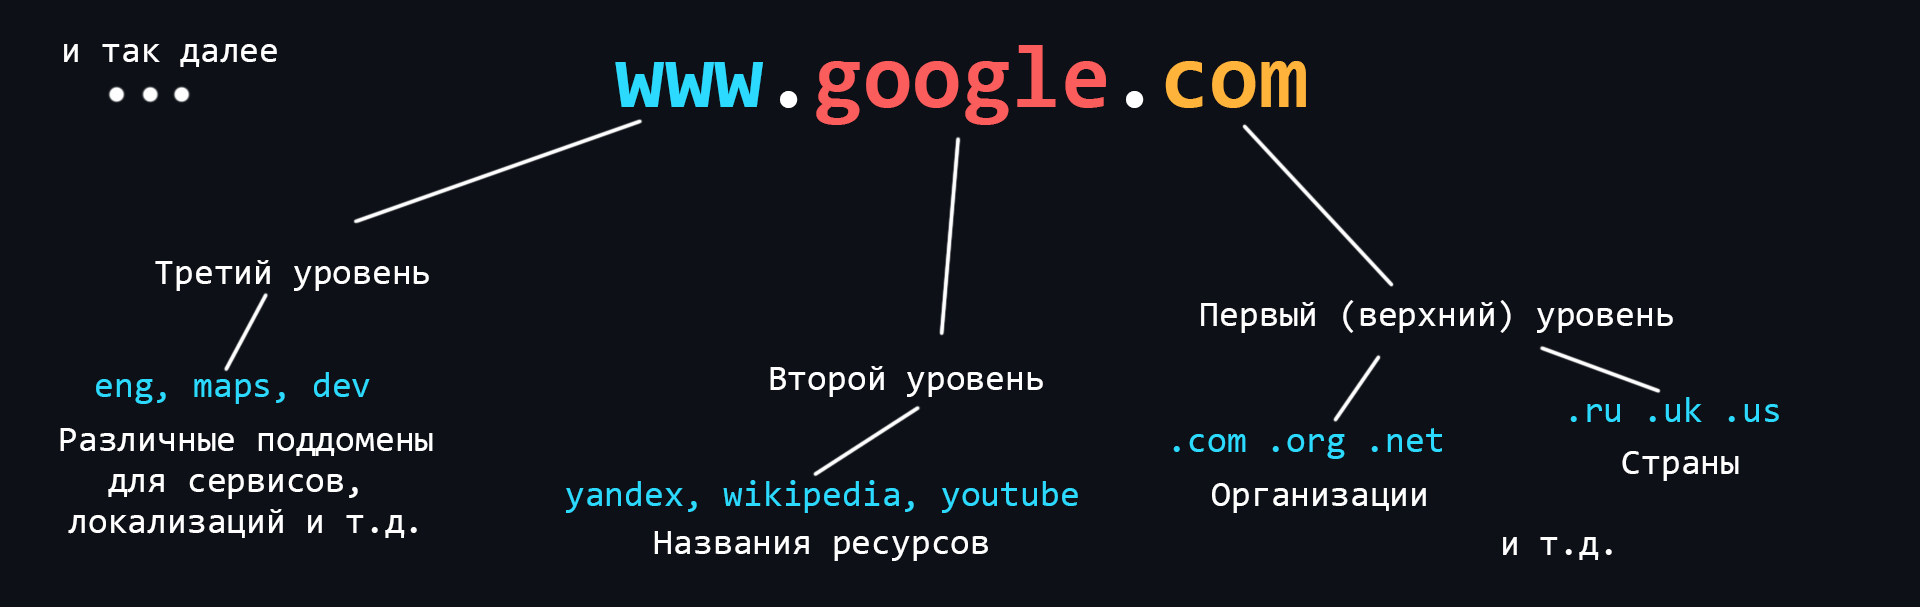 и так далее
www.google.com
Третий уровень
eng, maps, dev
Различные поддомены
для сервисов,
локализаций и т.д.
Второй уровень
yandex, wikipedia, youtube
Названия ресурсов
Первый (верхний) уровень
.com .org .net
Организации
.ru .uk .us
Страны
и т.д.